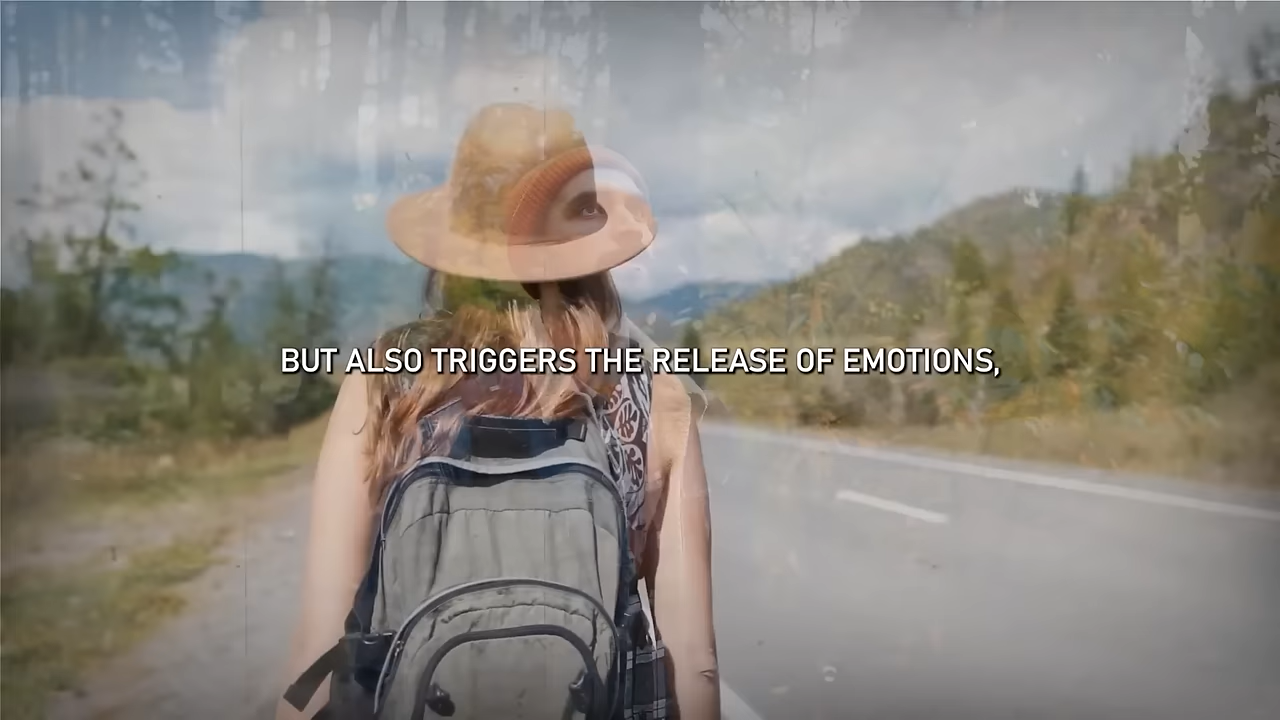 BUT ALSO TRIGGERS THE RELEASE OF EMOTIONS,